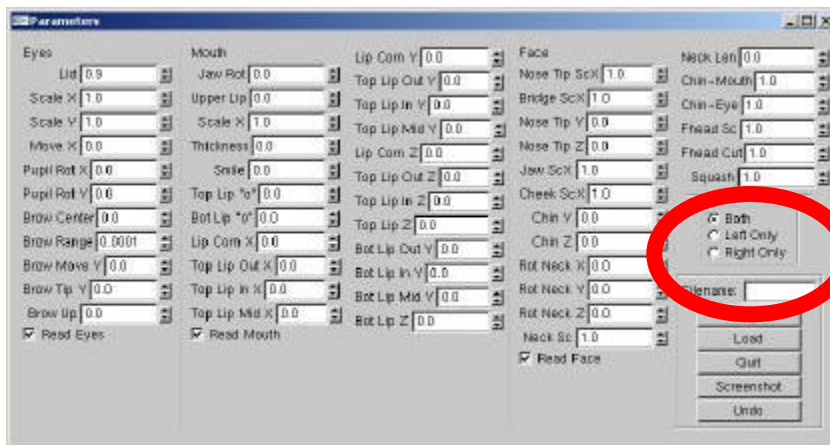 Parameters
Eyes
Lid 0.9
Scale X 1.0
Scale Y 1.0
Move X 0.0
Pupil Rot X 0.0
Pupil Rot Y 0.0
Brow Center 0.0
Brow Range 0.0001
Brow Move Y 0.0
Brow Tip Y 0.0
Brow Up 0.0
Read Eyes
Mouth
Jaw Rot 0.0
Upper Lip 0.0
Scale X 1.0
Thickness 0.0
Smile 0.0
Top Lip "o" 0.0
Bot Lip "o" 0.0
Lip Corn X 0.0
Top Lip Out X 0.0
Top Lip In X 0.0
Top Lip Mid X 0.0
Read Mouth
Lip Corn Y 0.0
Top Lip Out Y 0.0
Top Lip In Y 0.0
Top Lip Mid Y 0.0
Lip Corn Z 0.0
Top Lip Out Z 0.0
Top Lip In Z 0.0
Top Lip Z 0.0
Bot Lip Out Y 0.0
Bot Lip In Y 0.0
Bot Lip Mid Y 0.0
Bot Lip Z 0.0
Face
Nose Tip ScX 1.0
Bridge ScX 1.0
Nose Tip Y 0.0
Nose Tip Z 0.0
Jaw ScX 1.0
Cheek ScX 1.0
Chin Y 0.0
Chin Z 0.0
Rot Neck X 0.0
Rot Neck Y 0.0
Rot Neck Z 0.0
Neck Sc 1.0
Read Face
Neck Len 0.0
Chin-Mouth 1.0
Chin-Eye 1.0
Fhead Sc 1.0
Fhead Cut 1.0
Squash 1.0
Both
Left Only
Right Only
Filename:
Load
Quit
Screenshot
Undo